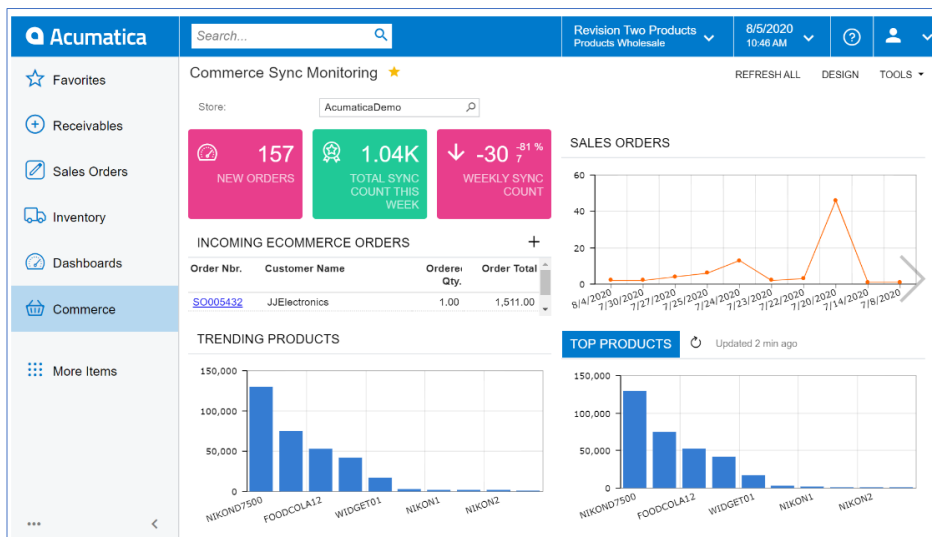 Acumatica
Search...
Revision Two Products
Products Wholesale
8/5/2020
10:46 AM
Favorites
Receivables
Sales Orders
Inventory
Dashboards
Commerce
More Items
Commerce Sync Monitoring
REFRESH ALL DESIGN TOOLS
Store: AcumaticaDemo
157
NEW ORDERS
1.04K
TOTAL SYNC
COUNT THIS
WEEK
-30 -81 %
7
WEEKLY SYNC
COUNT
INCOMING ECOMMERCE ORDERS
Order Nbr. Customer Name Ordere Order Total
Qty.
SO005432 JJElectronics 1.00 1,511.00
SALES ORDERS
60
40
20
0
8/4/2020 7/30/2020 7/27/2020 7/25/2020 7/24/2020 7/23/2020 7/22/2020 7/20/2020 7/14/2020 7/8/2020
TRENDING PRODUCTS
150,000
100,000
50,000
0
NIKOND7500 FOODCOLA12 WIDGET01 NIKON1 NIKON2
TOP PRODUCTS Updated 2 min ago
150,000
100,000
50,000
0
NIKOND7500 FOODCOLA12 WIDGET01 NIKON1 NIKON2